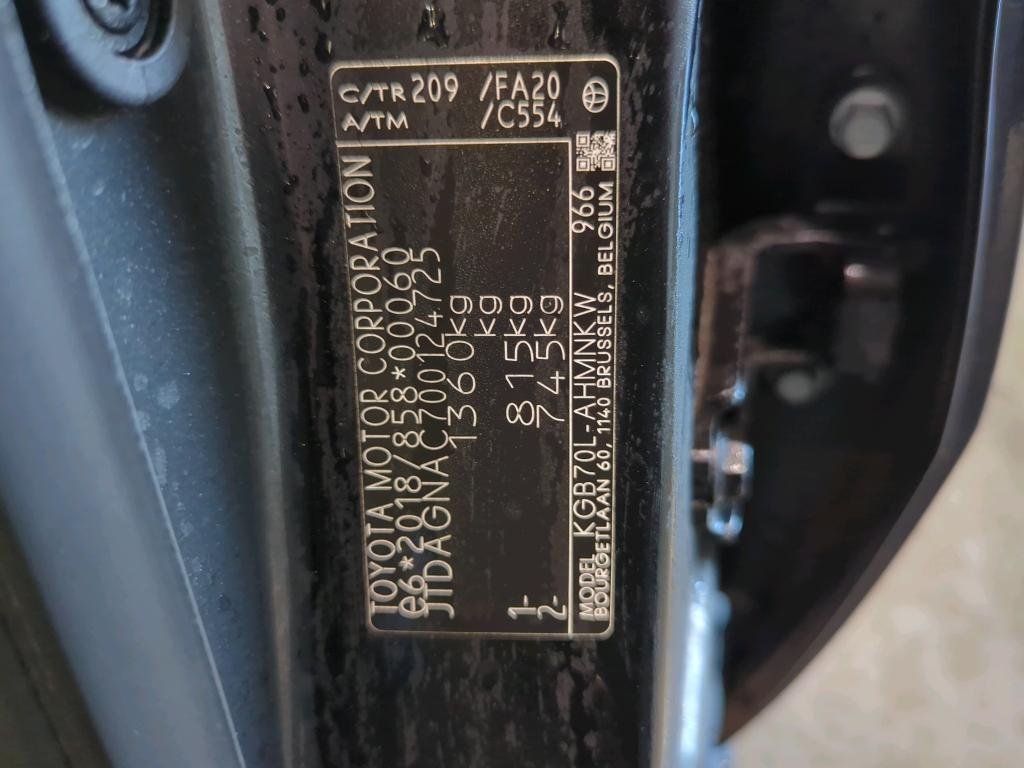 TOYOTA MOTOR CORPORATION
e6*2018/858*00060
JTDAGNAC700124725
1360kg
kg
1- 815kg
2- 745kg
MODEL KGB70L-AHMNKW 966
BOURGETLAAN 60, 1140 BRUSSELS, BELGIUM
C/TR 209 /FA20
A/TM /C554